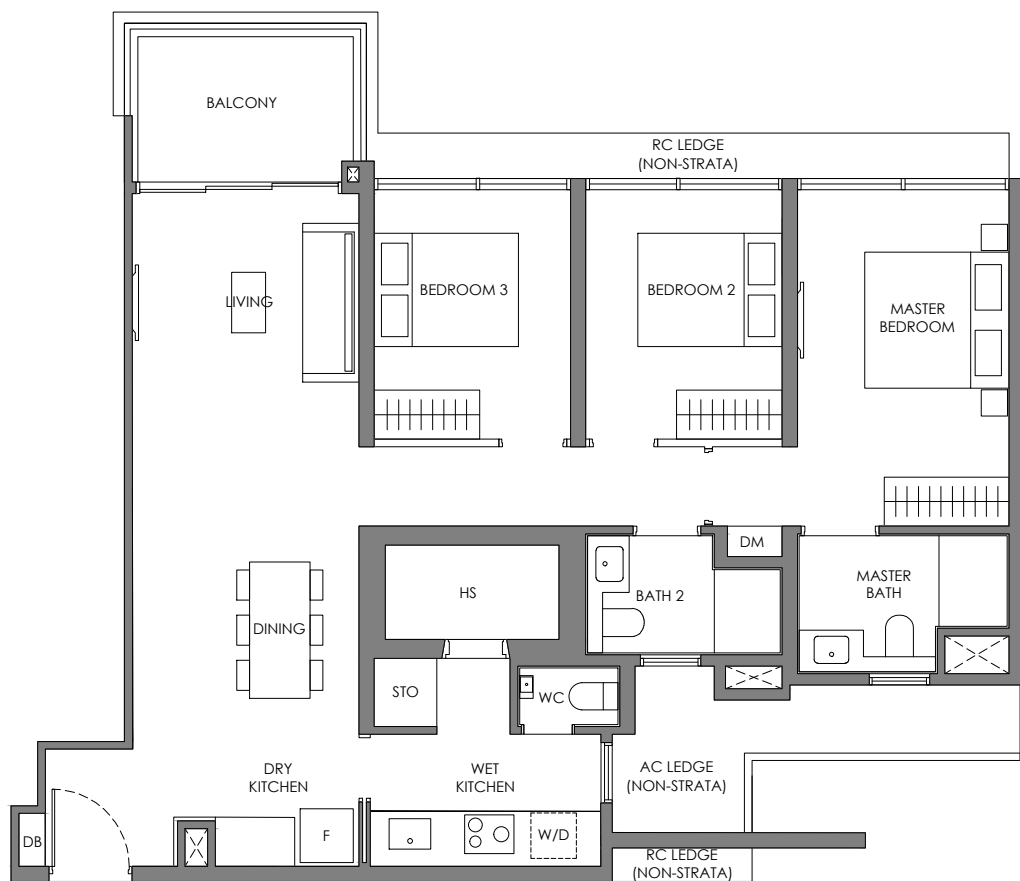 BALCONY
RC LEDGE
(NON-STRATA)
LIVING
BEDROOM 3
BEDROOM 2
MASTER
BEDROOM
DM
HS
BATH 2
MASTER
BATH
DINING
STO
WC
DRY
KITCHEN
WET
KITCHEN
AC LEDGE
(NON-STRATA)
DB
F
W/D
RC LEDGE
(NON-STRATA)